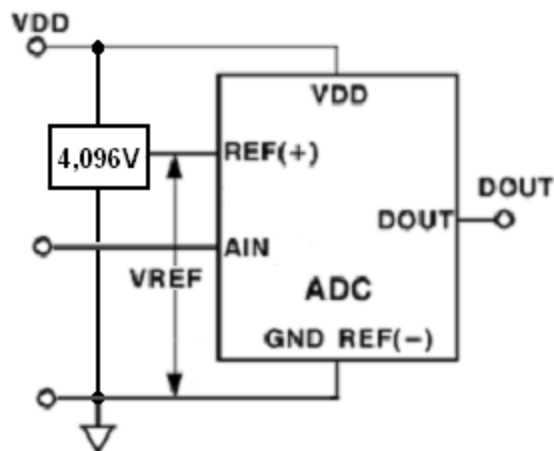 VDD
VDD
4,096V
REF(+)
DOUT
DOUT
AIN
VREF
ADC
GND REF(−)